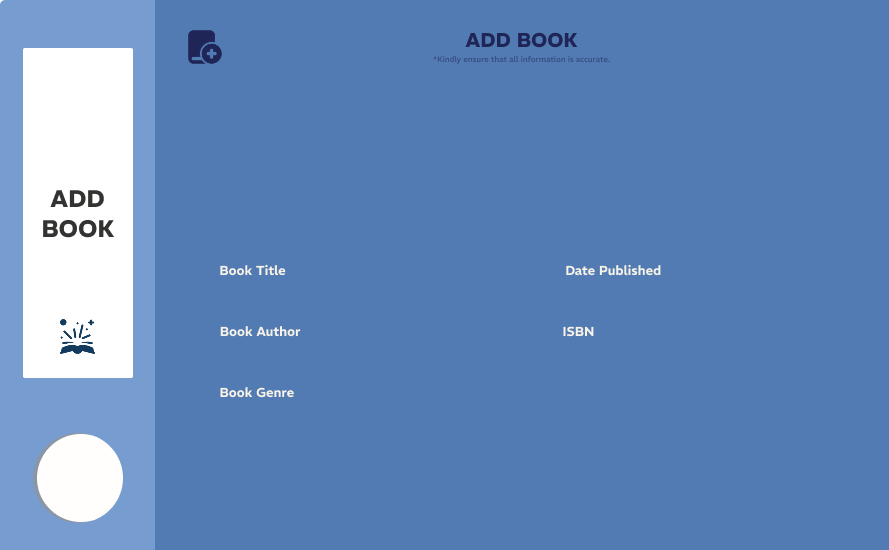 ADD BOOK
*Kindly ensure that all information is accurate.
ADD
BOOK
Book Title
Date Published
Book Author
ISBN
Book Genre